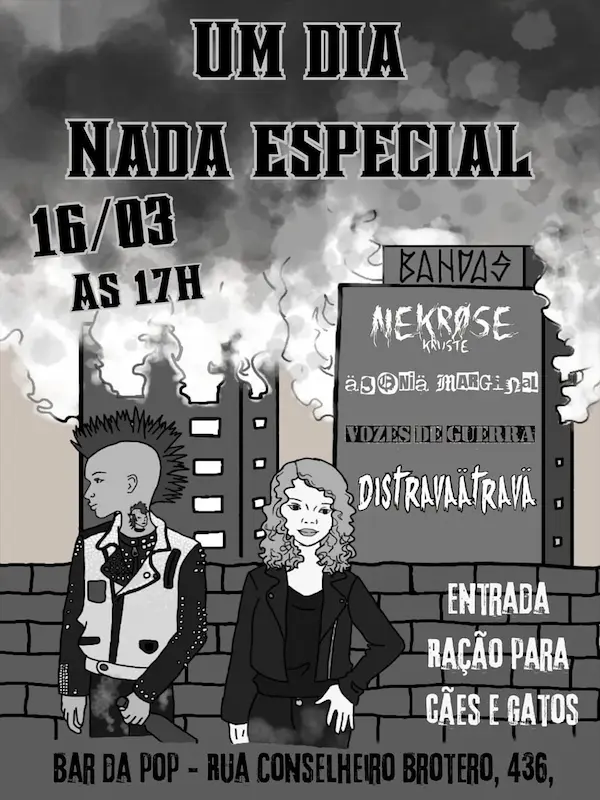 UM DIA
NADA ESPECIAL
16/03
AS 17H
BANDAS
NEKRØSE
KRUSTE
äGⒶNiä MARGiNaL
VOZES DE GUERRA
DISTRAVAÄTRAVÄ
ENTRADA
RAÇÃO PARA
CÃES E GATOS
BAR DA POP - RUA CONSELHEIRO BROTERO, 436,